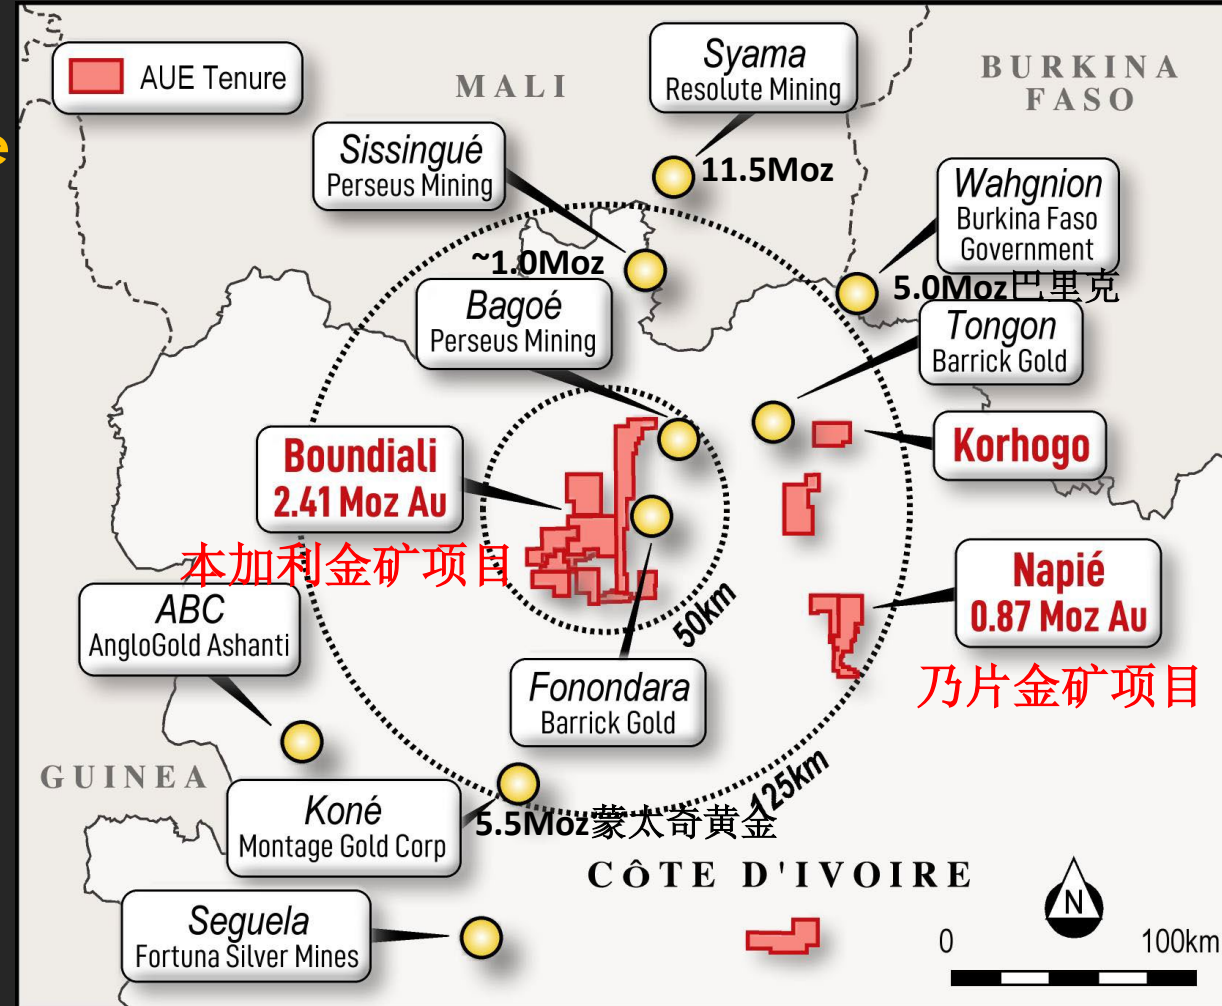 AUE Tenure
MALI
Syama
Resolute Mining
BURKINA
FASO
e
Sissingué
Perseus Mining
11.5Moz
Wahgnion
Burkina Faso
Government
~1.0Moz
5.0Moz巴里克
Bagoé
Perseus Mining
Tongon
Barrick Gold
Boundiali
2.41 Moz Au
Korhogo
本加利金矿项目
Napié
0.87 Moz Au
50km
ABC
AngloGold Ashanti
Fonondara
Barrick Gold
乃片金矿项目
GUINEA
125km
Koné
Montage Gold Corp
5.5Moz蒙太奇黄金
CôTE D'IVOIRE
N
Seguela
Fortuna Silver Mines
0 100km